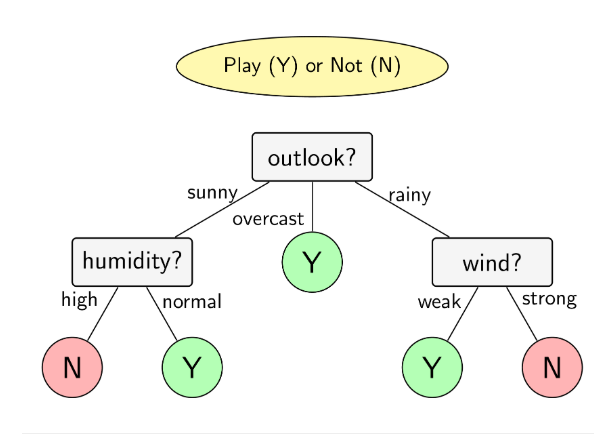 Play (Y) or Not (N)
outlook?
sunny
overcast
rainy
humidity?
Y
wind?
high
normal
weak
strong
N
Y
Y
N